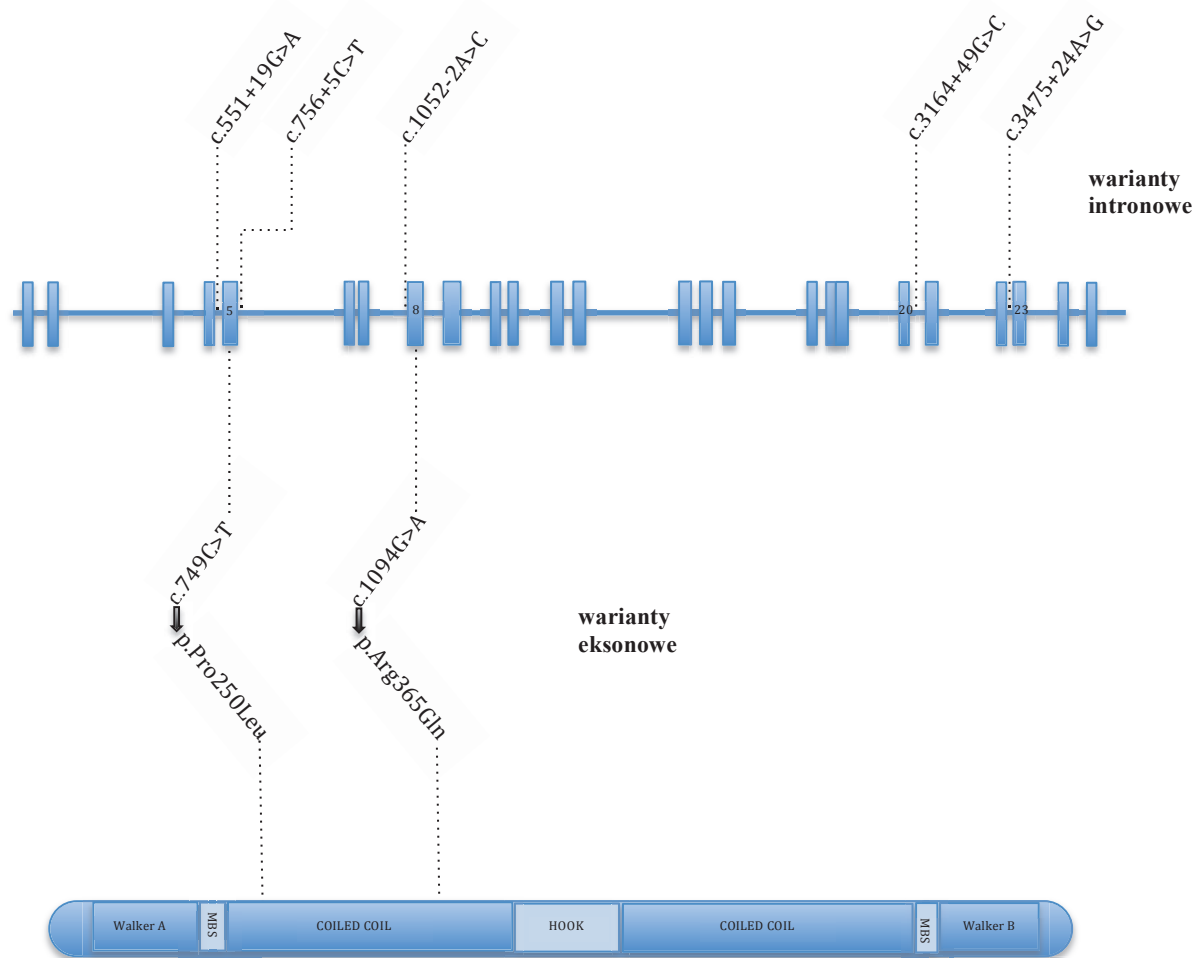 c.551+19G>A
c.756+5C>T
c.1052-2A>C
c.3164+49G>C
c.3475+24A>G
warianty
intronowe
5
8
20
23
c.749C>T
c.1094G>A
p.Pro250Leu
p.Arg365Gln
warianty
eksonowe
Walker A
MBS
COILED COIL
HOOK
COILED COIL
MBS
Walker B